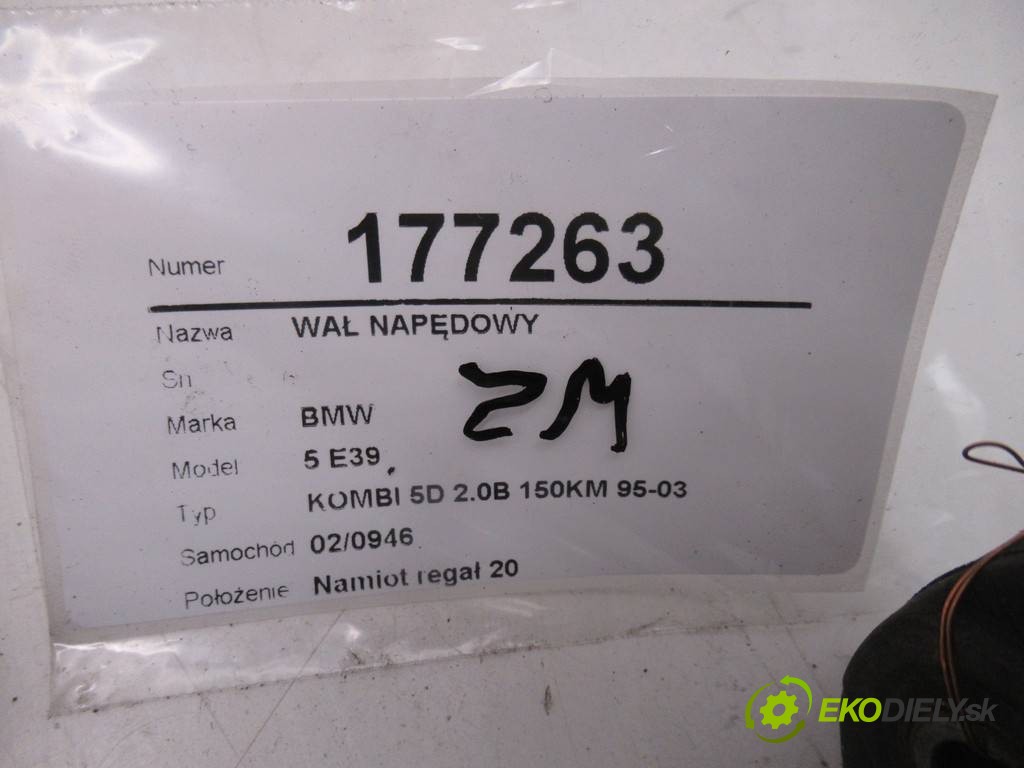 Numer 177263
Nazwa WAŁ NAPĘDOWY
Sn
ZM
Marka BMW
Model 5 E39
Typ KOMBI 5D 2.0B 150KM 95-03
Samochód 02/0946
Położenie Namiot regał 20
EKODIELY.sk